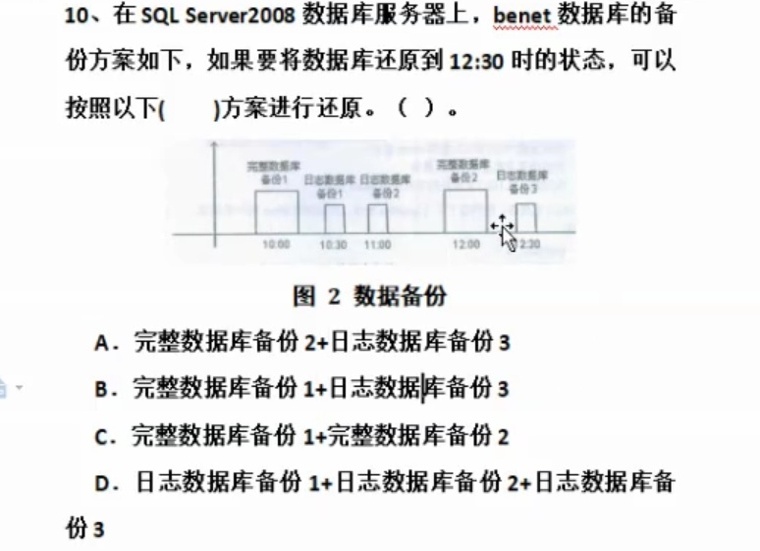 10、在 SQL Server2008 数据库服务器上，benet 数据库的备
份方案如下，如果要将数据库还原到 12:30 时的状态，可以
按照以下(　　)方案进行还原。（ ）。
完整数据库 备份1
日志数据库 备份1
日志数据库 备份2
完整数据库 备份2
日志数据库 备份3
10:00 10:30 11:00 12:00 2:30
图 2 数据备份
A. 完整数据库备份 2+日志数据库备份 3
B. 完整数据库备份 1+日志数据库备份 3
C. 完整数据库备份 1+完整数据库备份 2
D. 日志数据库备份 1+日志数据库备份 2+日志数据库备
份 3